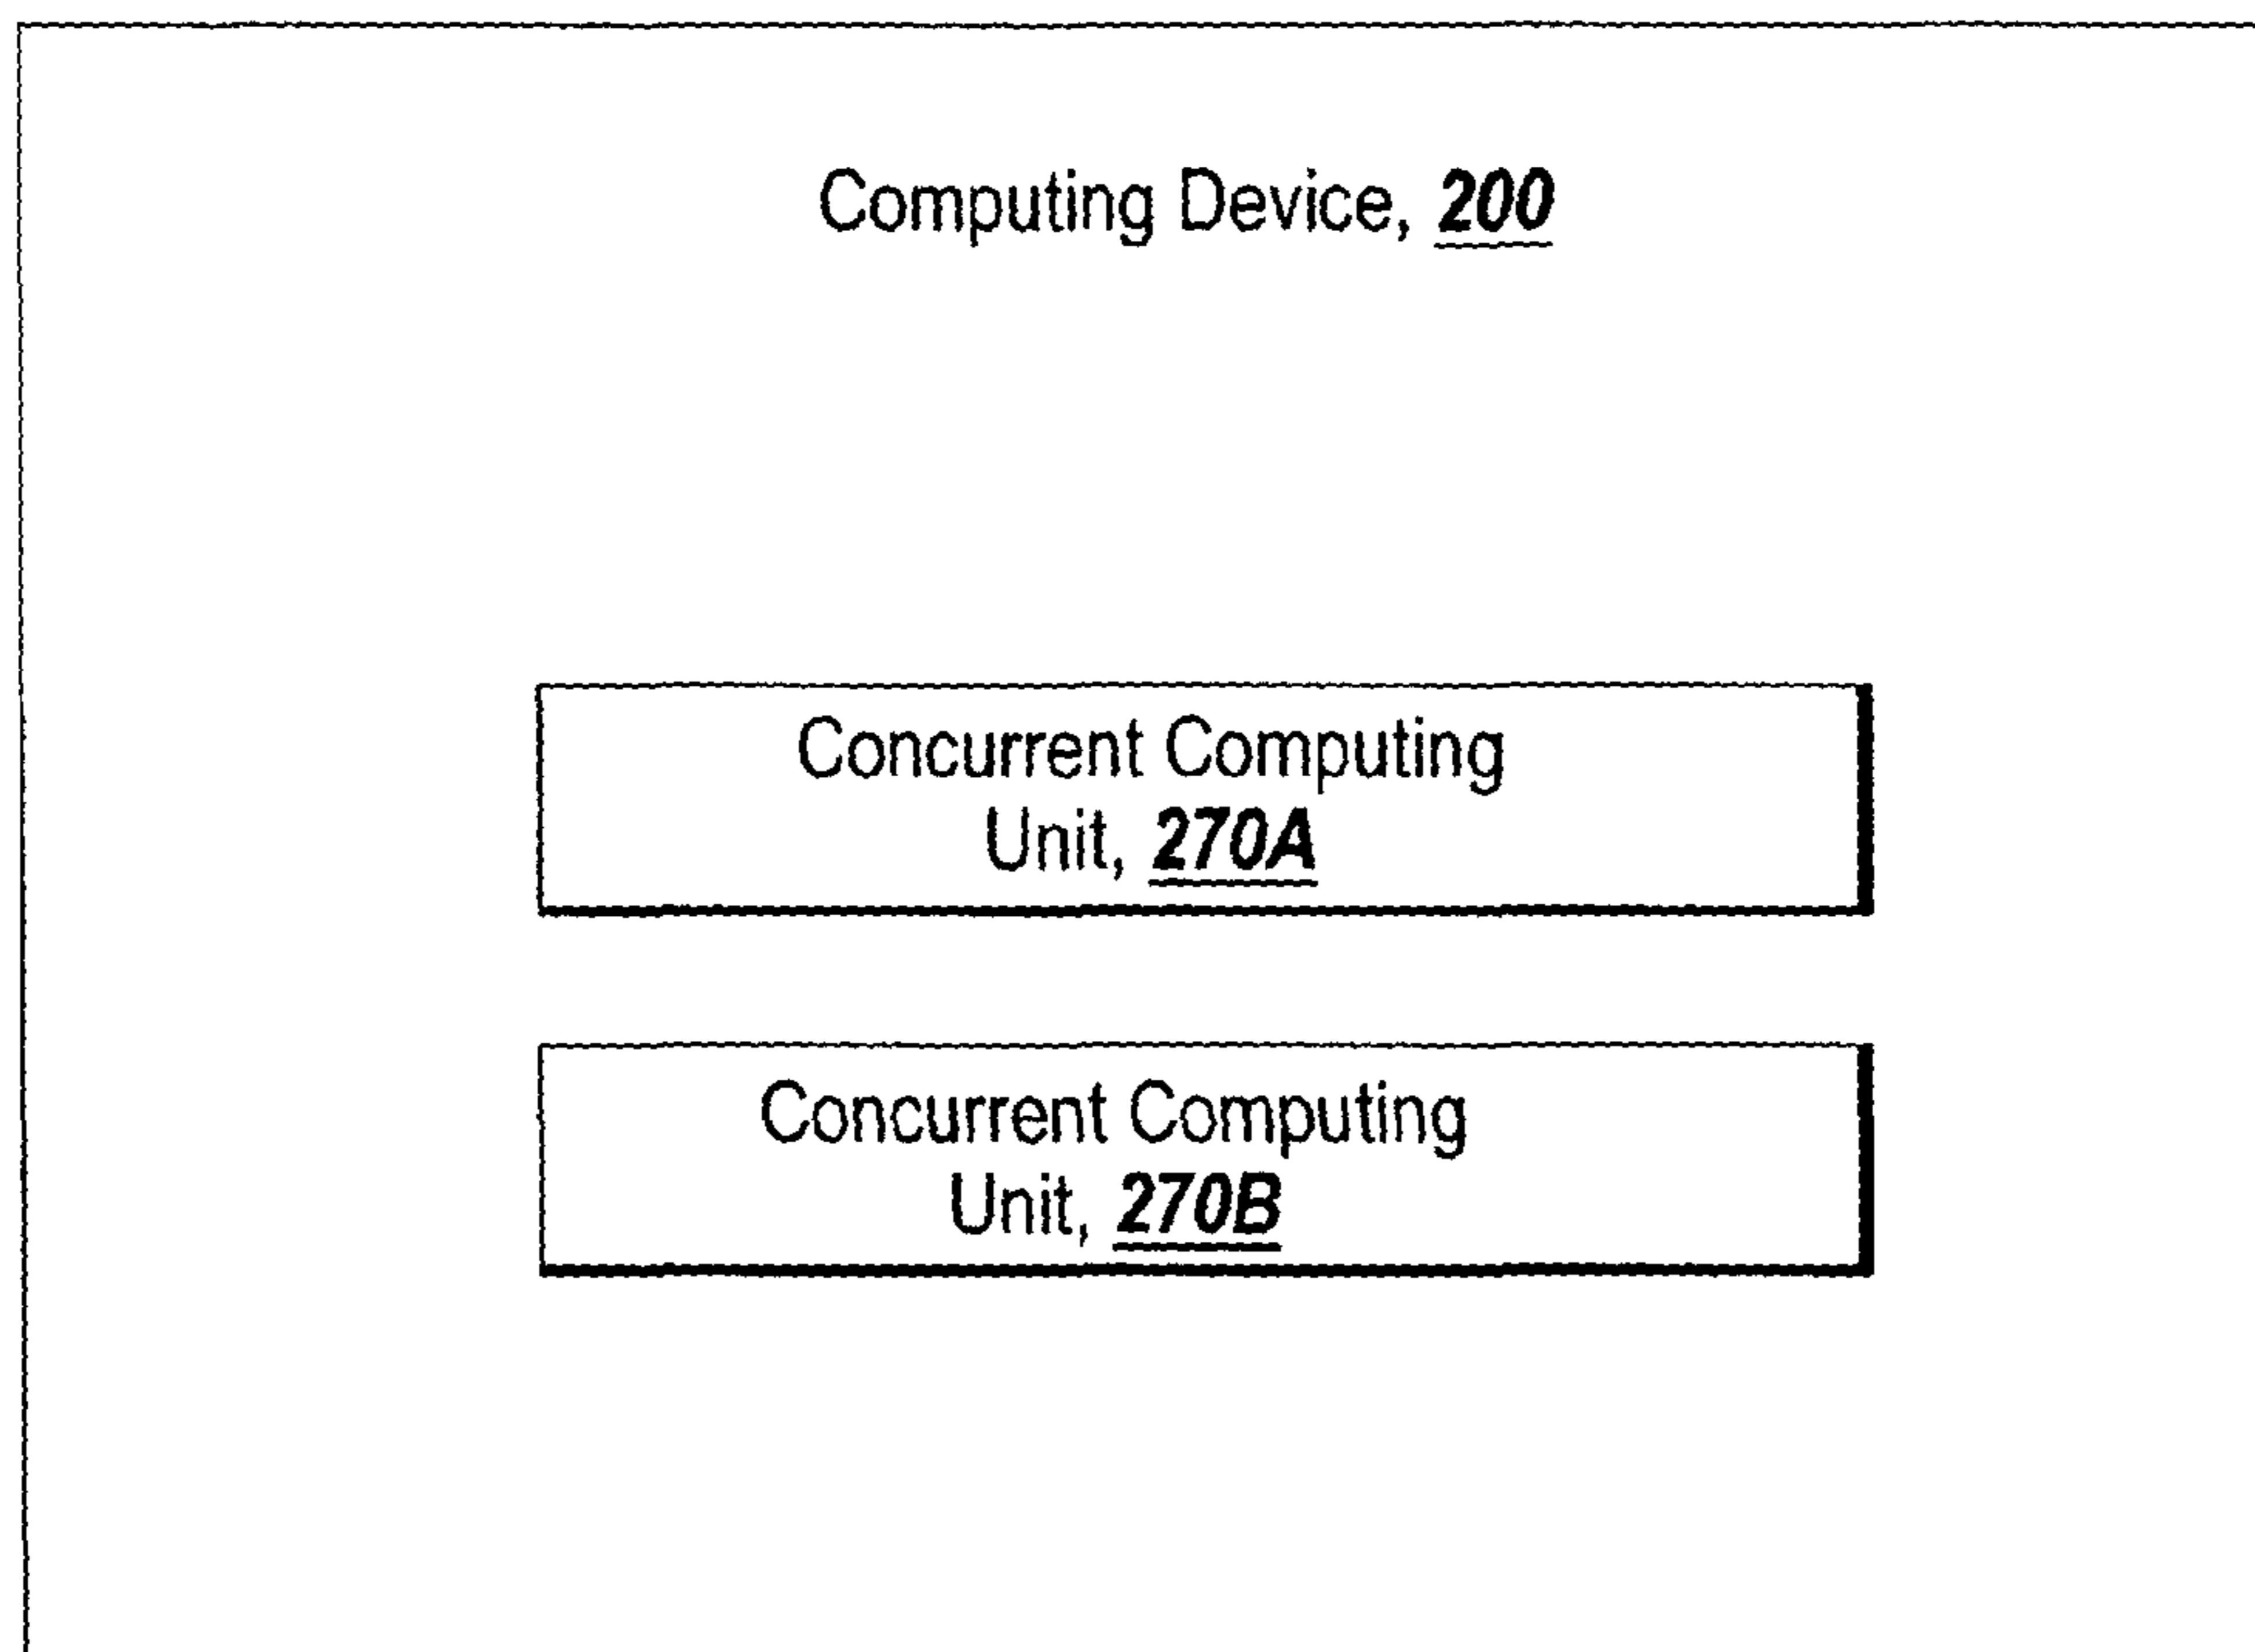 Computing Device, 200
Concurrent Computing
Unit, 270A
Concurrent Computing
Unit, 270B